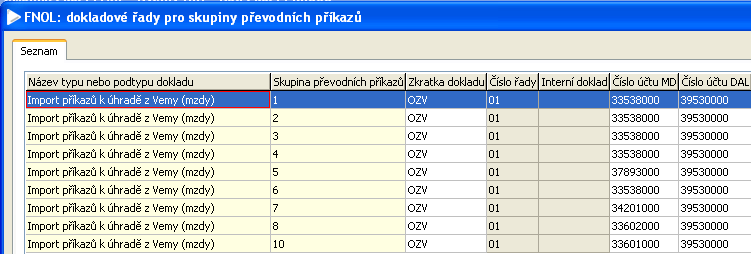 FNOL: dokladové řady pro skupiny převodních příkazů
Seznam
Název typu nebo podtypu dokladu Skupina převodních příkazů Zkratka dokladu Číslo řady Interní doklad Číslo účtu MD Číslo účtu DAL
Import příkazů k úhradě z Vemy (mzdy) 1 OZV 01 33538000 39530000
Import příkazů k úhradě z Vemy (mzdy) 2 OZV 01 33538000 39530000
Import příkazů k úhradě z Vemy (mzdy) 3 OZV 01 33538000 39530000
Import příkazů k úhradě z Vemy (mzdy) 4 OZV 01 33538000 39530000
Import příkazů k úhradě z Vemy (mzdy) 5 OZV 01 37893000 39530000
Import příkazů k úhradě z Vemy (mzdy) 6 OZV 01 33538000 39530000
Import příkazů k úhradě z Vemy (mzdy) 7 OZV 01 34201000 39530000
Import příkazů k úhradě z Vemy (mzdy) 8 OZV 01 33602000 39530000
Import příkazů k úhradě z Vemy (mzdy) 10 OZV 01 33601000 39530000